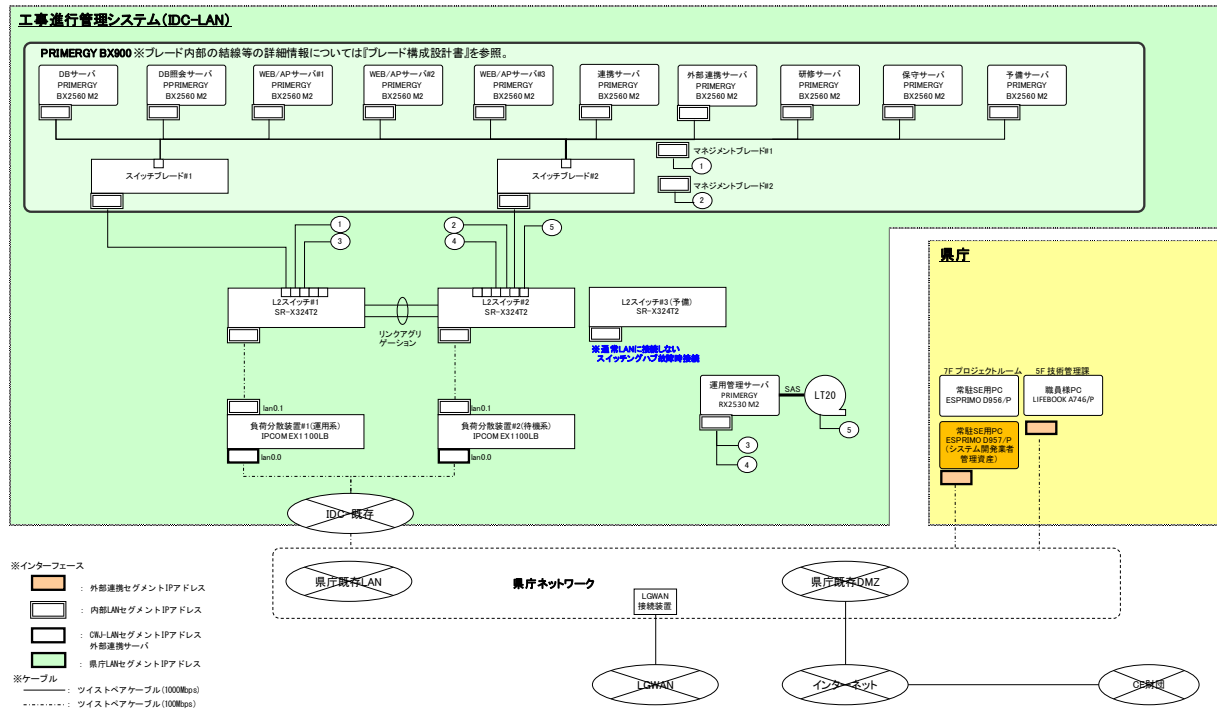 工事進行管理システム(IDC-LAN)
PRIMERGY BX900 ※ブレード内部の結線等の詳細情報については『ブレード構成設計書』を参照。
DBサーバ
PRIMERGY
BX2560 M2
DB照会サーバ
PPRIMERGY
BX2560 M2
WEB/APサーバ#1
PRIMERGY
BX2560 M2
WEB/APサーバ#2
PRIMERGY
BX2560 M2
WEB/APサーバ#3
PRIMERGY
BX2560 M2
連携サーバ
PRIMERGY
BX2560 M2
外部連携サーバ
PRIMERGY
BX2560 M2
研修サーバ
PRIMERGY
BX2560 M2
保守サーバ
PRIMERGY
BX2560 M2
予備サーバ
PRIMERGY
BX2560 M2
スイッチブレード#1
スイッチブレード#2
マネジメントブレード#1
1
マネジメントブレード#2
2
1
3
2
4
5
L2スイッチ#1
SR-X324T2
リンクアグリ
ゲーション
L2スイッチ#2
SR-X324T2
L2スイッチ#3(予備)
SR-X324T2
※通常LANに接続しない
スイッチングハブ故障時接続
lan0.1
負荷分散装置#1(運用系)
IPCOM EX1100LB
lan0.0
lan0.1
負荷分散装置#2(待機系)
IPCOM EX1100LB
lan0.0
運用管理サーバ
PRIMERGY
RX2530 M2
SAS
LT20
3
4
5
県庁
7F プロジェクトルーム
常駐SE用PC
ESPRIMO D956/P
常駐SE用PC
ESPRIMO D957/P
(システム開発業者
管理資産)
5F 技術管理課
職員様PC
LIFEBOOK A746/P
IDC-既存
県庁既存LAN
県庁ネットワーク
LGWAN
接続装置
県庁既存DMZ
LGWAN
インターネット
CE財団
※インターフェース
: 外部連携セグメントIPアドレス
: 内部LANセグメントIPアドレス
: CWJ-LANセグメントIPアドレス
外部連携サーバ
: 県庁LANセグメントIPアドレス
※ケーブル
: ツイストペアケーブル(1000Mbps)
: ツイストペアケーブル(100Mbps)